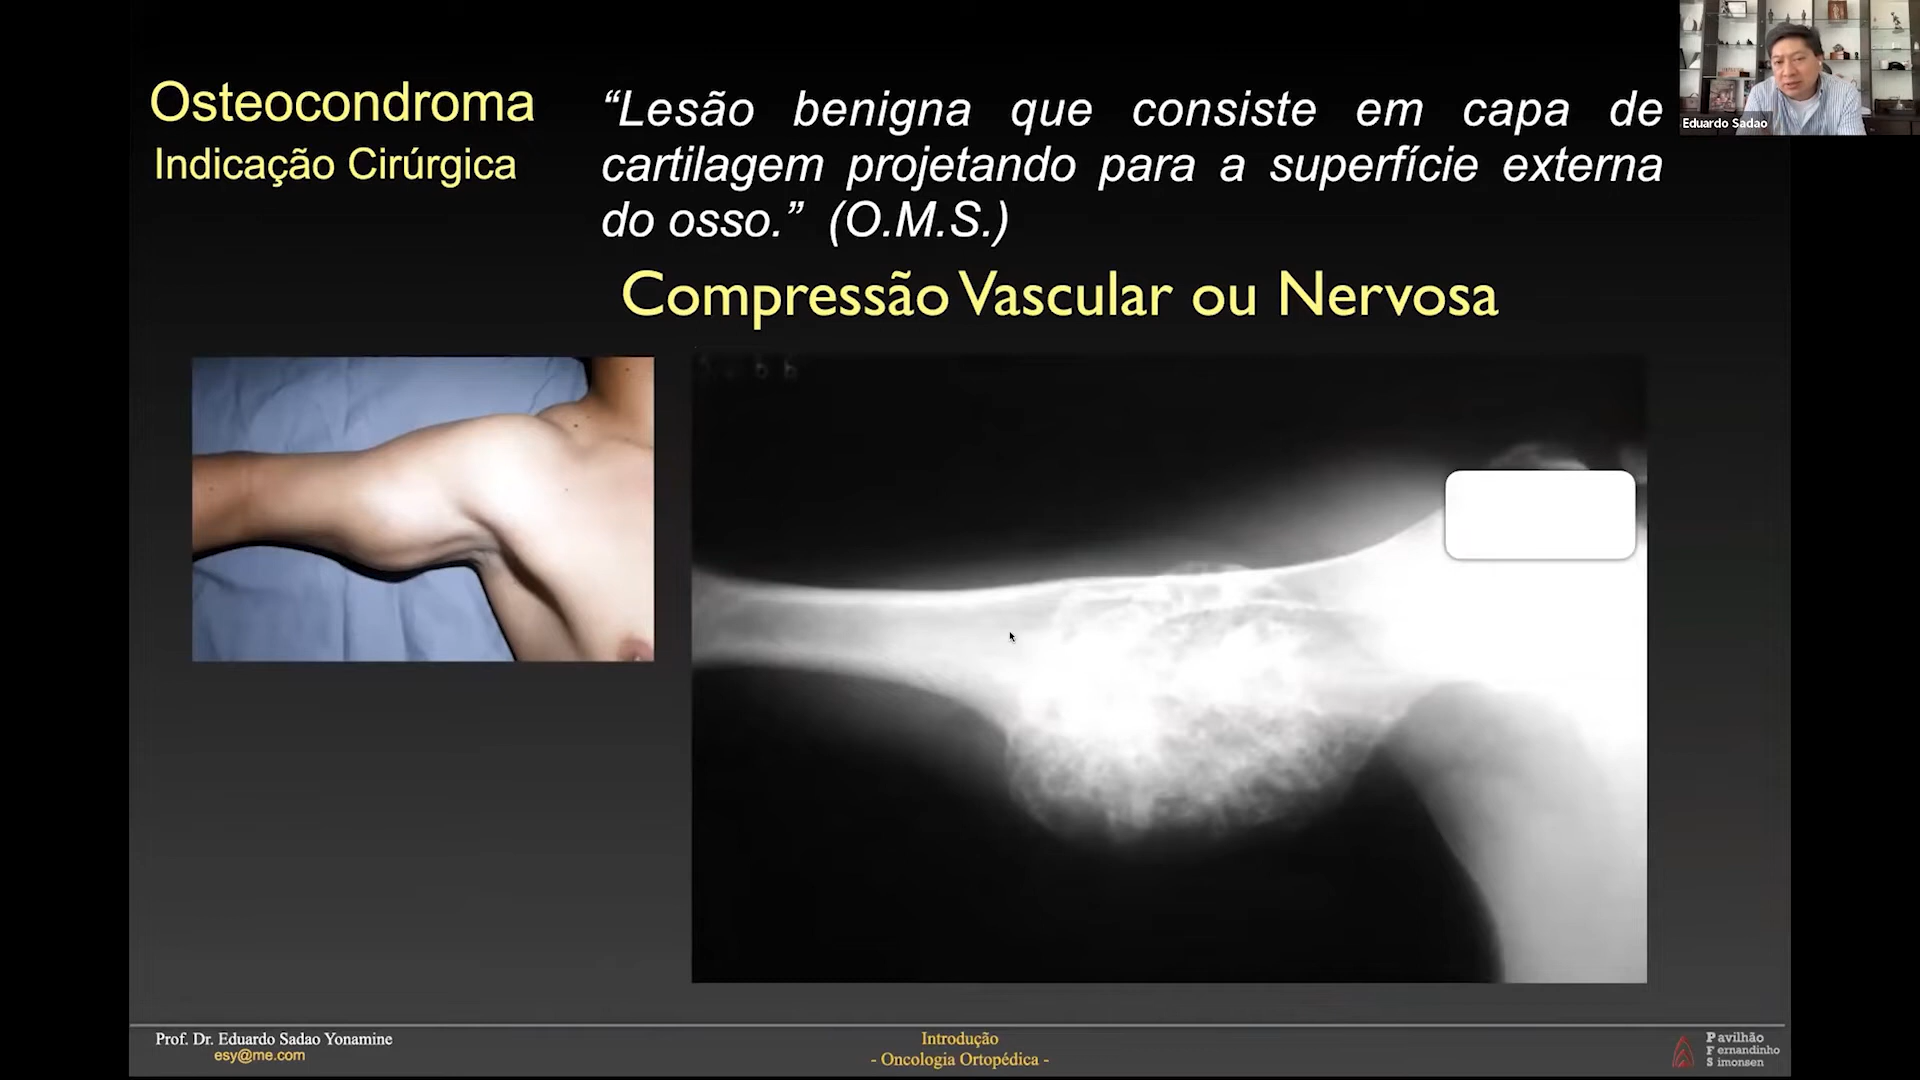 Osteocondroma
Indicação Cirúrgica
“Lesão benigna que consiste em capa de
cartilagem projetando para a superfície externa
do osso.” (O.M.S.)
Compressão Vascular ou Nervosa
Eduardo Sadao
Prof. Dr. Eduardo Sadao Yonamine
esy@me.com
Introdução
- Oncologia Ortopédica -
Pavilhão
Fernandinho
Simonsen